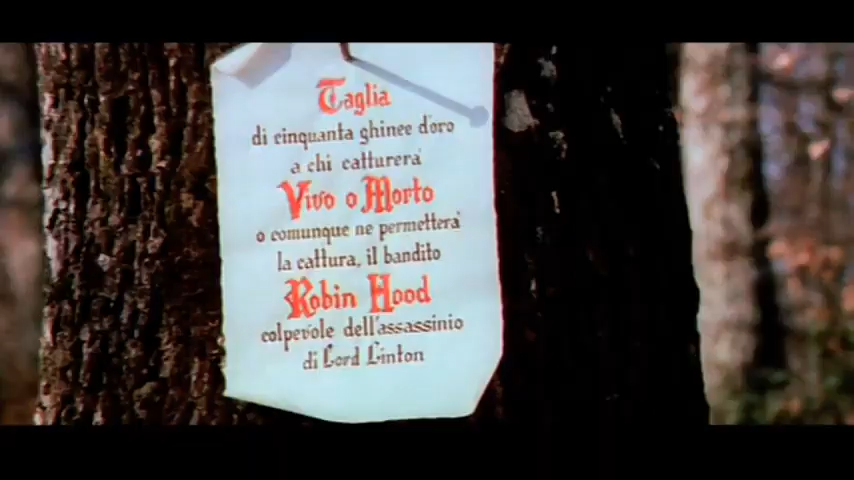 Taglia
di cinquanta ghinee d'oro
a chi catturerà
Vivo o Morto
o comunque ne permetterà
la cattura, il bandito
Robin Hood
colpevole dell'assassinio
di Lord Linton